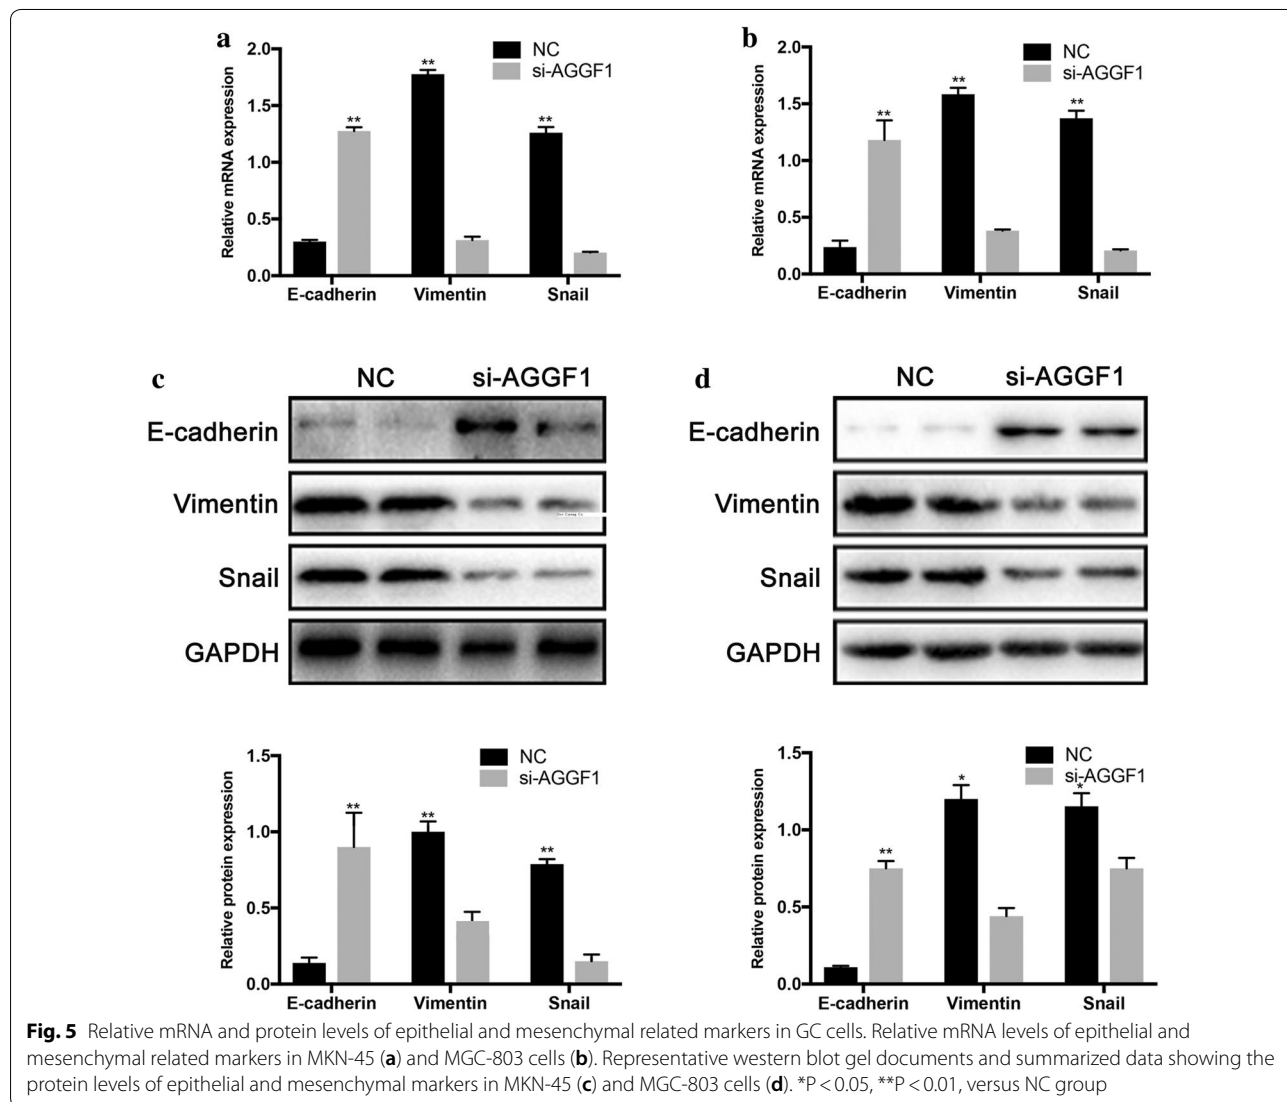 a
NC
si-AGGF1
Relative mRNA expression
2.0
1.5
1.0
0.5
0.0
**
**
**
E-cadherin Vimentin Snail
b
NC
si-AGGF1
Relative mRNA expression
2.0
1.5
1.0
0.5
0.0
**
**
**
E-cadherin Vimentin Snail
c
NC si-AGGF1
E-cadherin
Vimentin
Snail
GAPDH
NC
si-AGGF1
Relative protein expression
1.5
1.0
0.5
0.0
**
**
**
E-cadherin Vimentin Snail
d
NC si-AGGF1
E-cadherin
Vimentin
Snail
GAPDH
NC
si-AGGF1
Relative protein expression
1.5
1.0
0.5
0.0
**
*
*
E-cadherin Vimentin Snail
Fig. 5 Relative mRNA and protein levels of epithelial and mesenchymal related markers in GC cells. Relative mRNA levels of epithelial and
mesenchymal related markers in MKN-45 (a) and MGC-803 cells (b). Representative western blot gel documents and summarized data showing the
protein levels of epithelial and mesenchymal markers in MKN-45 (c) and MGC-803 cells (d). *P < 0.05, **P < 0.01, versus NC group